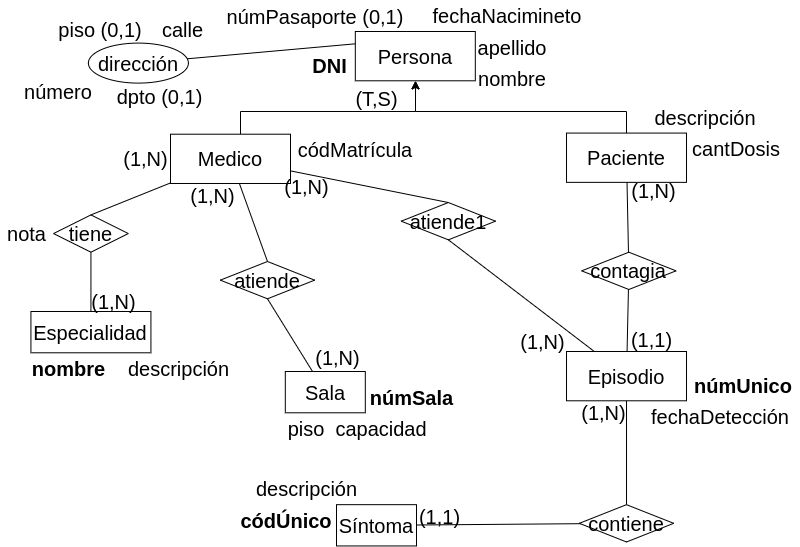 piso (0,1) calle
númPasaporte (0,1)
fechaNacimineto
dirección
DNI
Persona
apellido
nombre
número
dpto (0,1)
(T,S)
descripción
(1,N)
Medico
códMatrícula
Paciente
cantDosis
(1,N)
(1,N)
(1,N)
nota
tiene
atiende1
atiende
contagia
(1,N)
Especialidad
(1,N)
(1,1)
nombre descripción
(1,N)
Sala
númSala
Episodio
númUnico
piso capacidad
(1,N)
fechaDetección
descripción
códÚnico
Síntoma
(1,1)
contiene